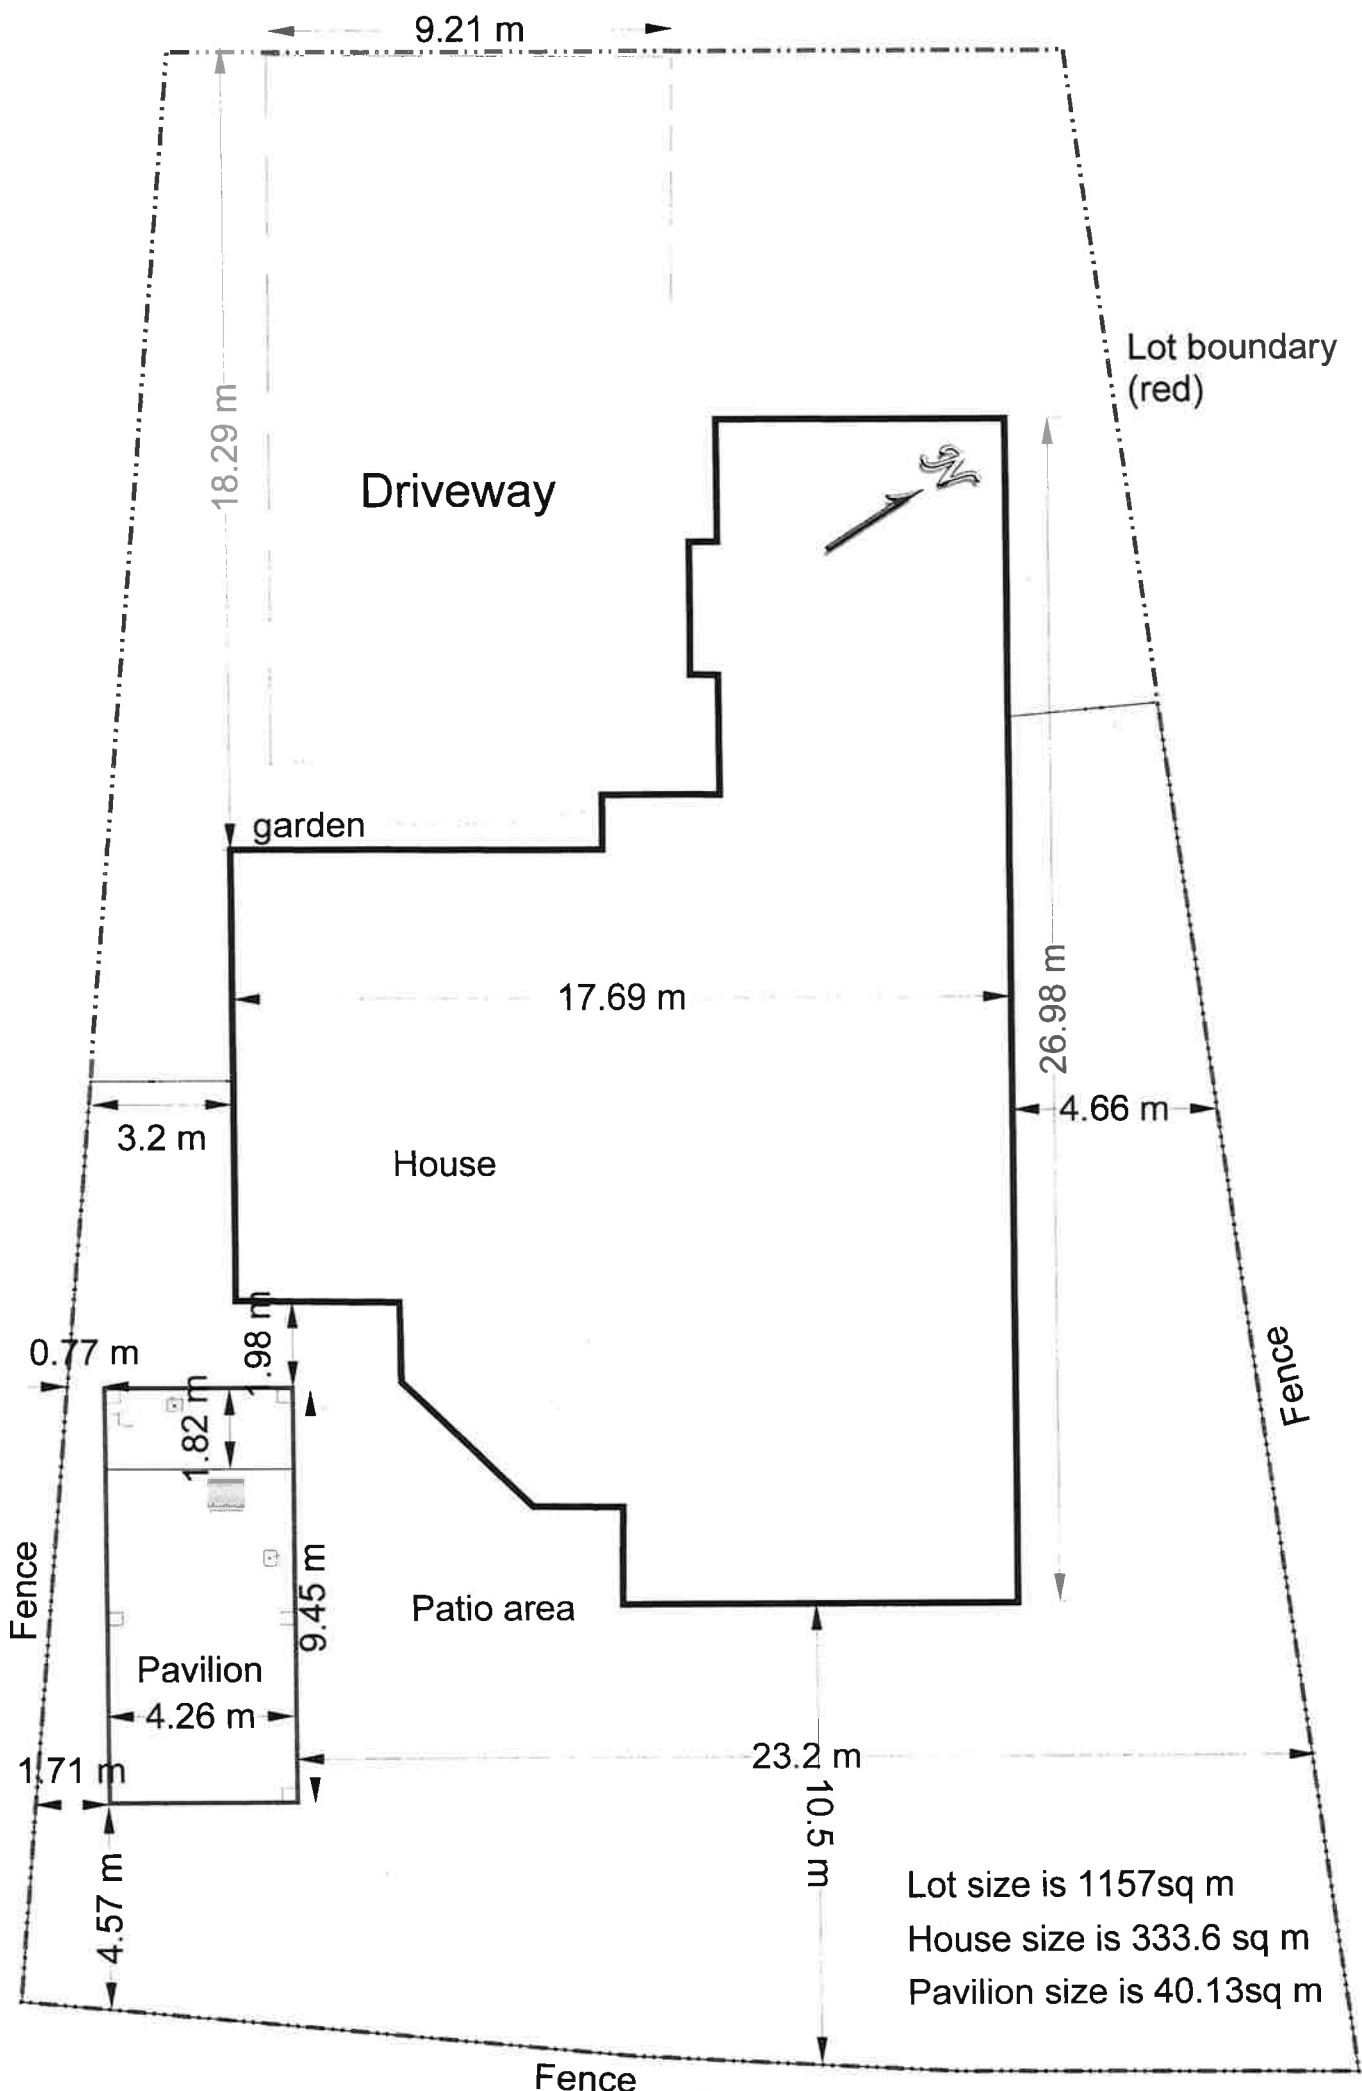 9.21 m
Lot boundary
(red)
18.29 m
Driveway
N
garden
17.69 m
26.98 m
4.66 m
3.2 m
House
1.98 m
0.77 m
1.82 m
Fence
Fence
9.45 m
Patio area
Pavilion
4.26 m
23.2 m
1.71 m
10.5 m
4.57 m
Lot size is 1157sq m
House size is 333.6 sq m
Pavilion size is 40.13sq m
Fence